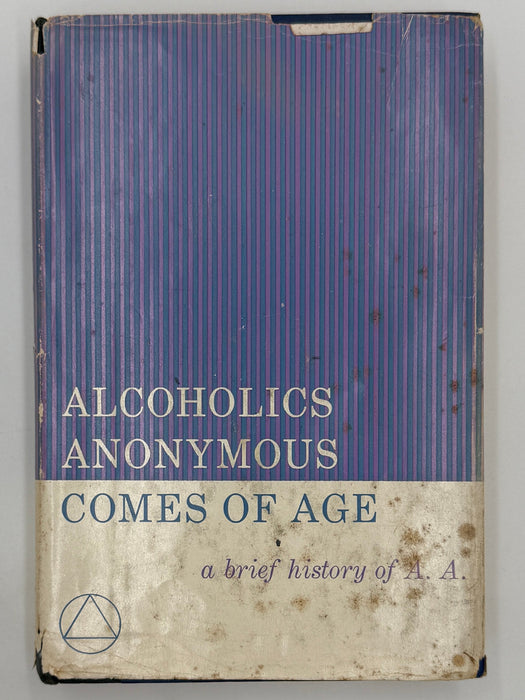 ALCOHOLICS
ANONYMOUS
COMES OF AGE
a brief history of A. A.